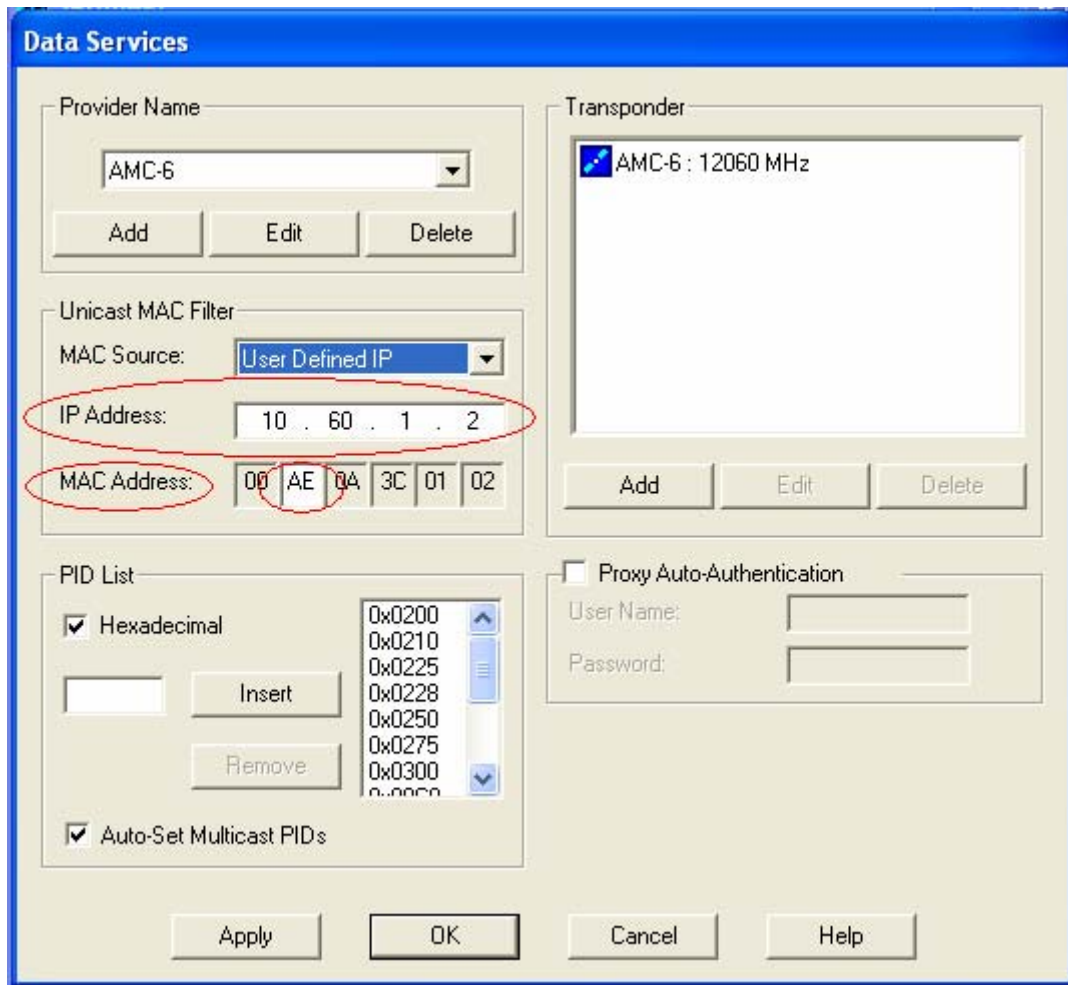 Data Services
Provider Name
AMC-6
Add Edit Delete
Unicast MAC Filter
MAC Source: User Defined IP
IP Address: 10 . 60 . 1 . 2
MAC Address: 00 AE 0A 3C 01 02
PID List
Hexadecimal
Insert
Remove
0x0200
0x0210
0x0225
0x0228
0x0250
0x0275
0x0300
Auto-Set Multicast PIDs
Transponder
AMC-6 : 12060 MHz
Add Edit Delete
Proxy Auto-Authentication
User Name:
Password:
Apply OK Cancel Help